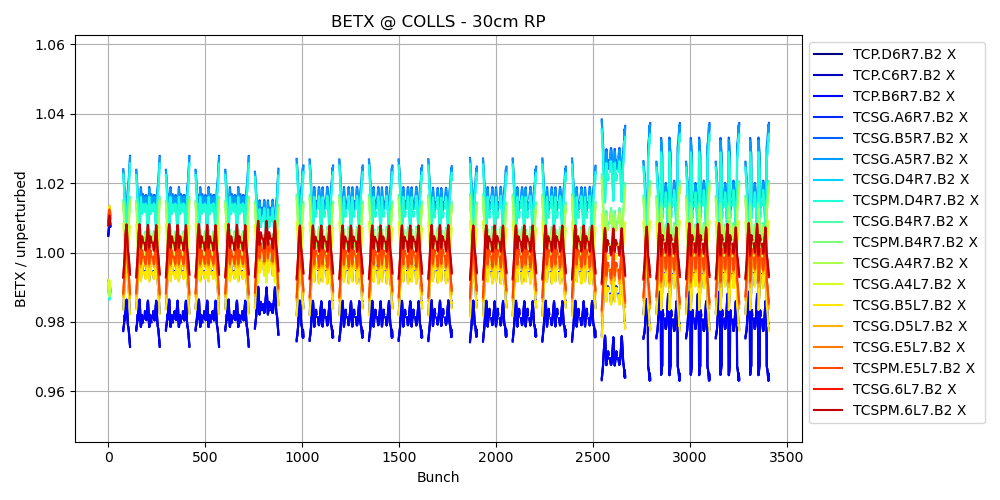 BETX @ COLLS - 30cm RP
BETX / unperturbed
1.06
1.04
1.02
1.00
0.98
0.96
0
500
1000
1500
2000
2500
3000
3500
Bunch
TCP.D6R7.B2 X
TCP.C6R7.B2 X
TCP.B6R7.B2 X
TCSG.A6R7.B2 X
TCSG.B5R7.B2 X
TCSG.A5R7.B2 X
TCSG.D4R7.B2 X
TCSPM.D4R7.B2 X
TCSG.B4R7.B2 X
TCSPM.B4R7.B2 X
TCSG.A4R7.B2 X
TCSG.A4L7.B2 X
TCSG.B5L7.B2 X
TCSG.D5L7.B2 X
TCSG.E5L7.B2 X
TCSPM.E5L7.B2 X
TCSG.6L7.B2 X
TCSPM.6L7.B2 X